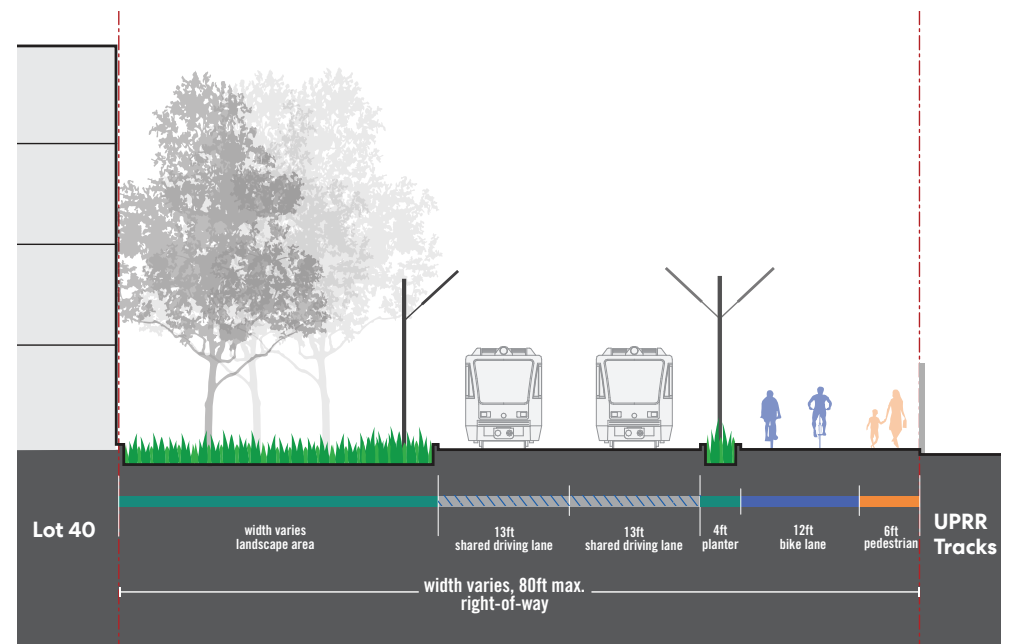 Lot 40
width varies
landscape area
13ft
shared driving lane
13ft
shared driving lane
4ft
planter
12ft
bike lane
6ft
pedestrian
UPRR
Tracks
width varies, 80ft max.
right-of-way